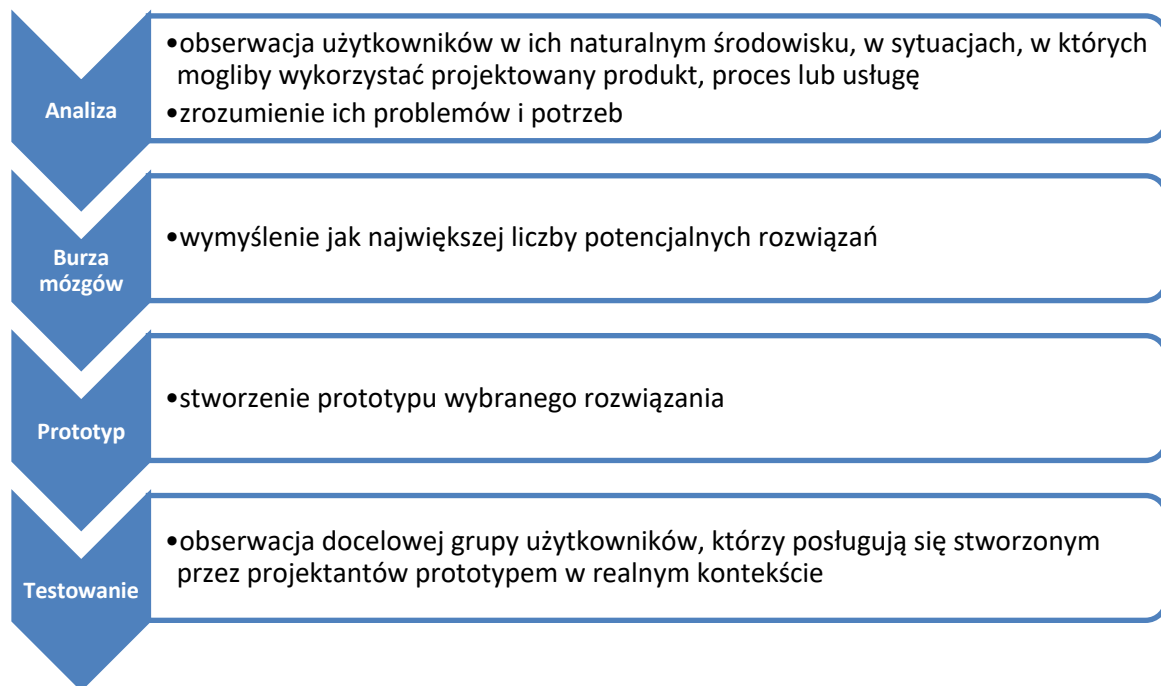 Analiza
•obserwacja użytkowników w ich naturalnym środowisku, w sytuacjach, w których
mogliby wykorzystać projektowany produkt, proces lub usługę
•zrozumienie ich problemów i potrzeb
Burza
mózgów
•wymyślenie jak największej liczby potencjalnych rozwiązań
Prototyp
•stworzenie prototypu wybranego rozwiązania
Testowanie
•obserwacja docelowej grupy użytkowników, którzy posługują się stworzonym
przez projektantów prototypem w realnym kontekście